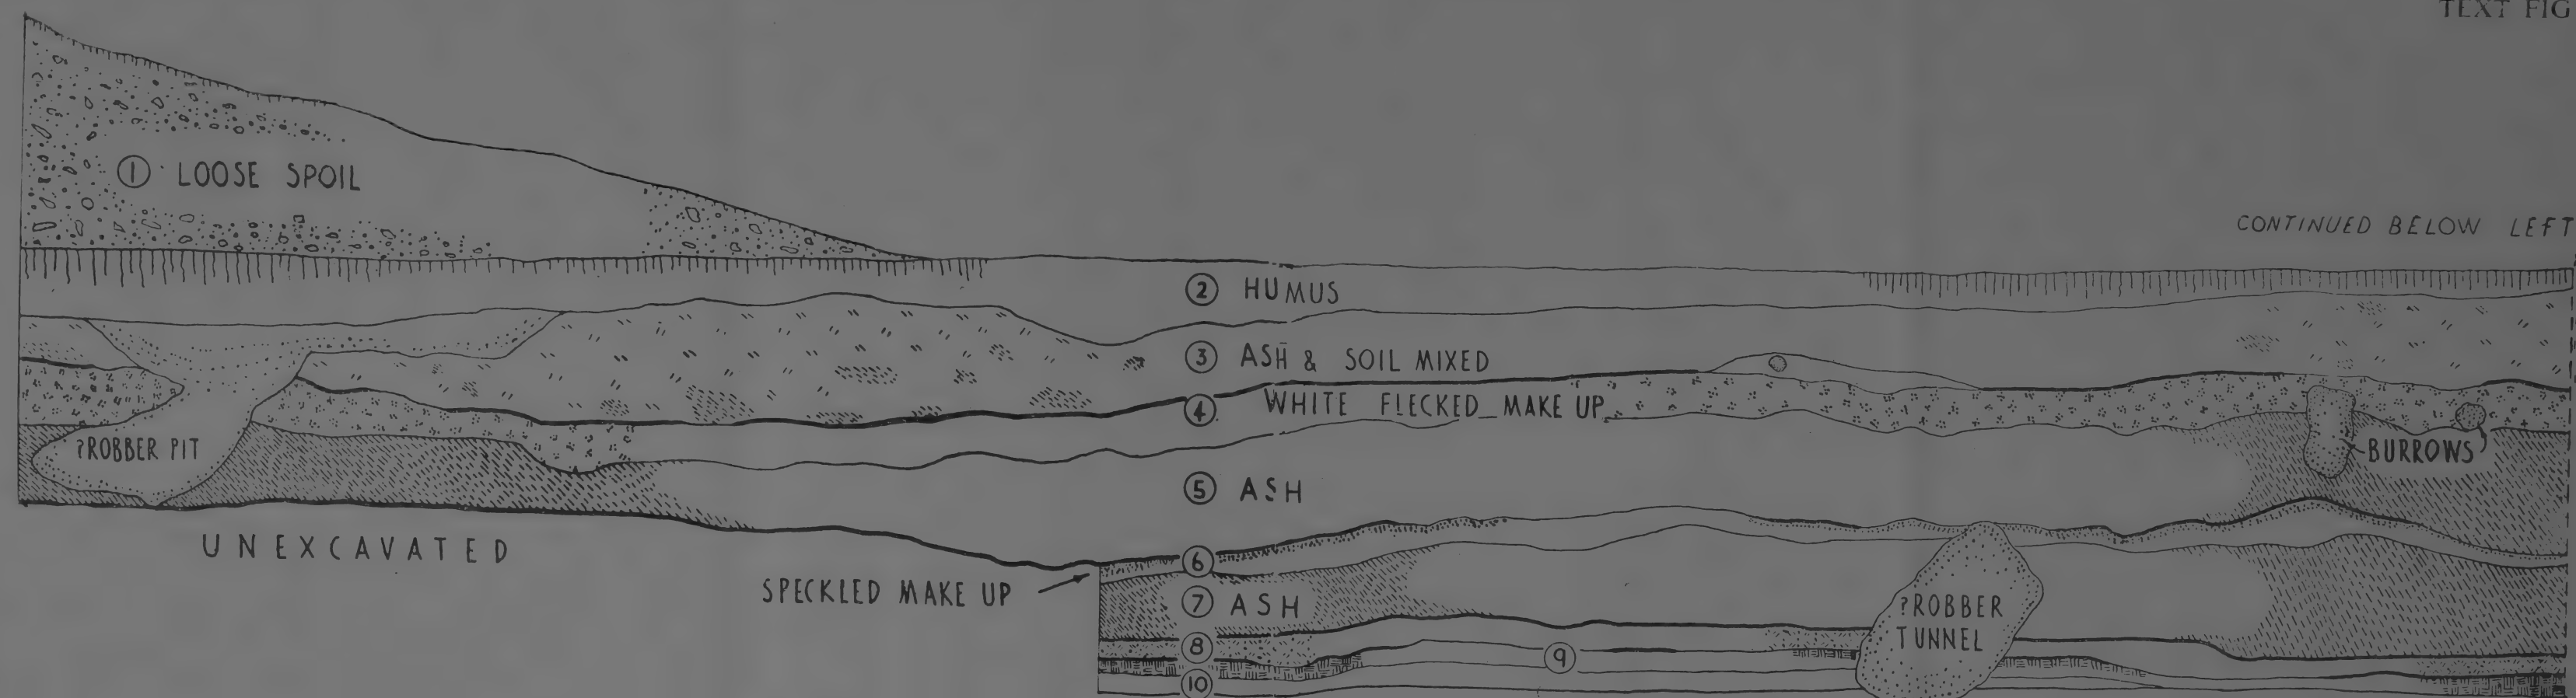 TEXT FIG
① LOOSE SPOIL
CONTINUED BELOW LEFT
② HUMUS
③ ASH & SOIL MIXED
④ WHITE FLECKED MAKE UP
?ROBBER PIT
BURROWS
⑤ ASH
UNEXCAVATED
⑥
SPECKLED MAKE UP
⑦ ASH
?ROBBER
TUNNEL
⑧
⑨
⑩